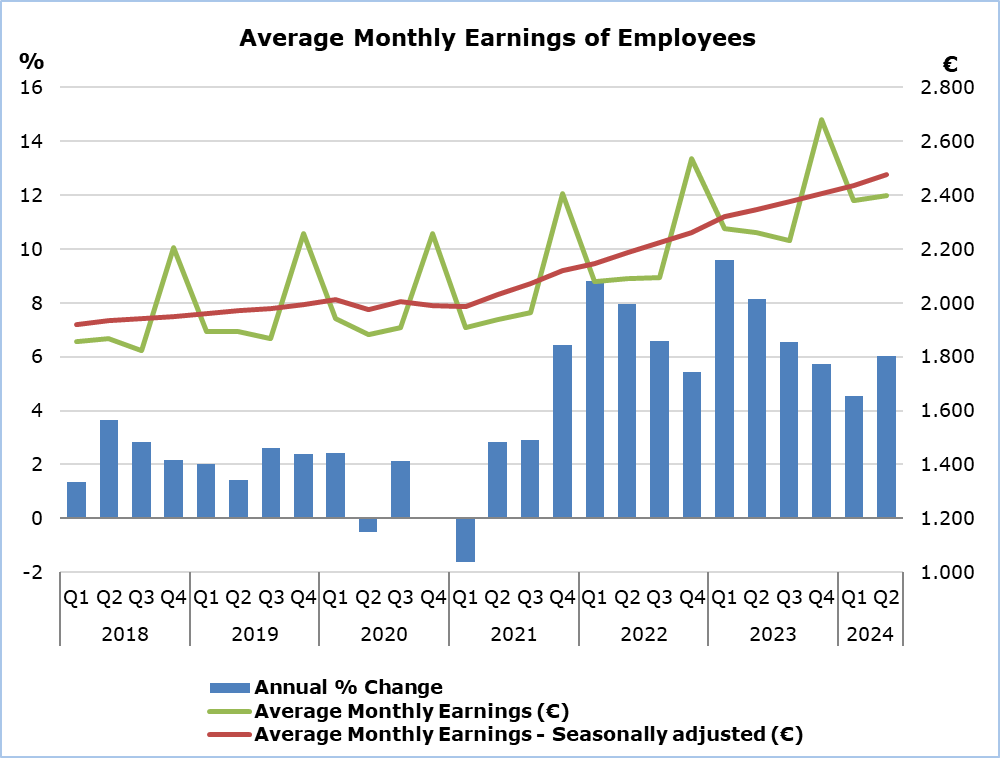 Average Monthly Earnings of Employees
% €
16 2.800
14 2.600
12 2.400
10 2.200
8 2.000
6 1.800
4 1.600
2 1.400
0 1.200
-2 1.000
Q1 Q2 Q3 Q4 Q1 Q2 Q3 Q4 Q1 Q2 Q3 Q4 Q1 Q2 Q3 Q4 Q1 Q2 Q3 Q4 Q1 Q2 Q3 Q4 Q1 Q2
2018 2019 2020 2021 2022 2023 2024
Annual % Change
Average Monthly Earnings (€)
Average Monthly Earnings - Seasonally adjusted (€)